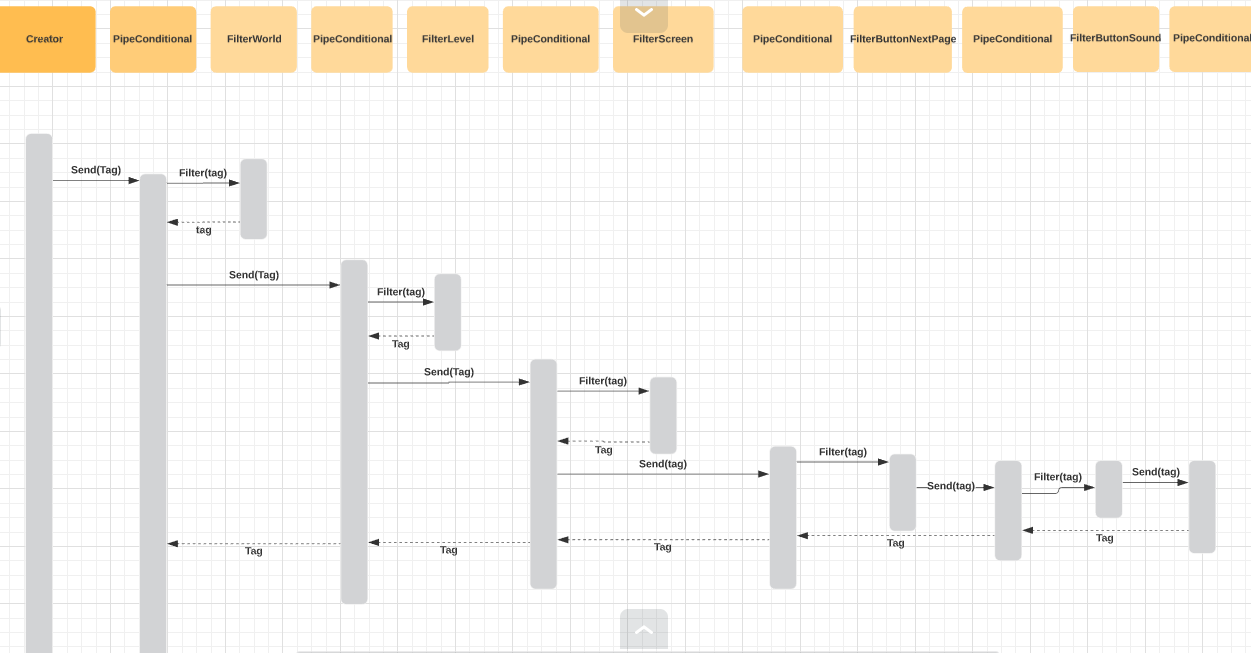 Creator
PipeConditional
FilterWorld
PipeConditional
FilterLevel
PipeConditional
FilterScreen
PipeConditional
FilterButtonNextPage
PipeConditional
FilterButtonSound
PipeConditional
Send(Tag)
Filter(tag)
tag
Send(Tag)
Filter(tag)
Tag
Send(Tag)
Filter(tag)
Tag
Send(tag)
Filter(tag)
Send(tag)
Filter(tag)
Send(tag)
Tag
Tag
Tag
Tag
Tag